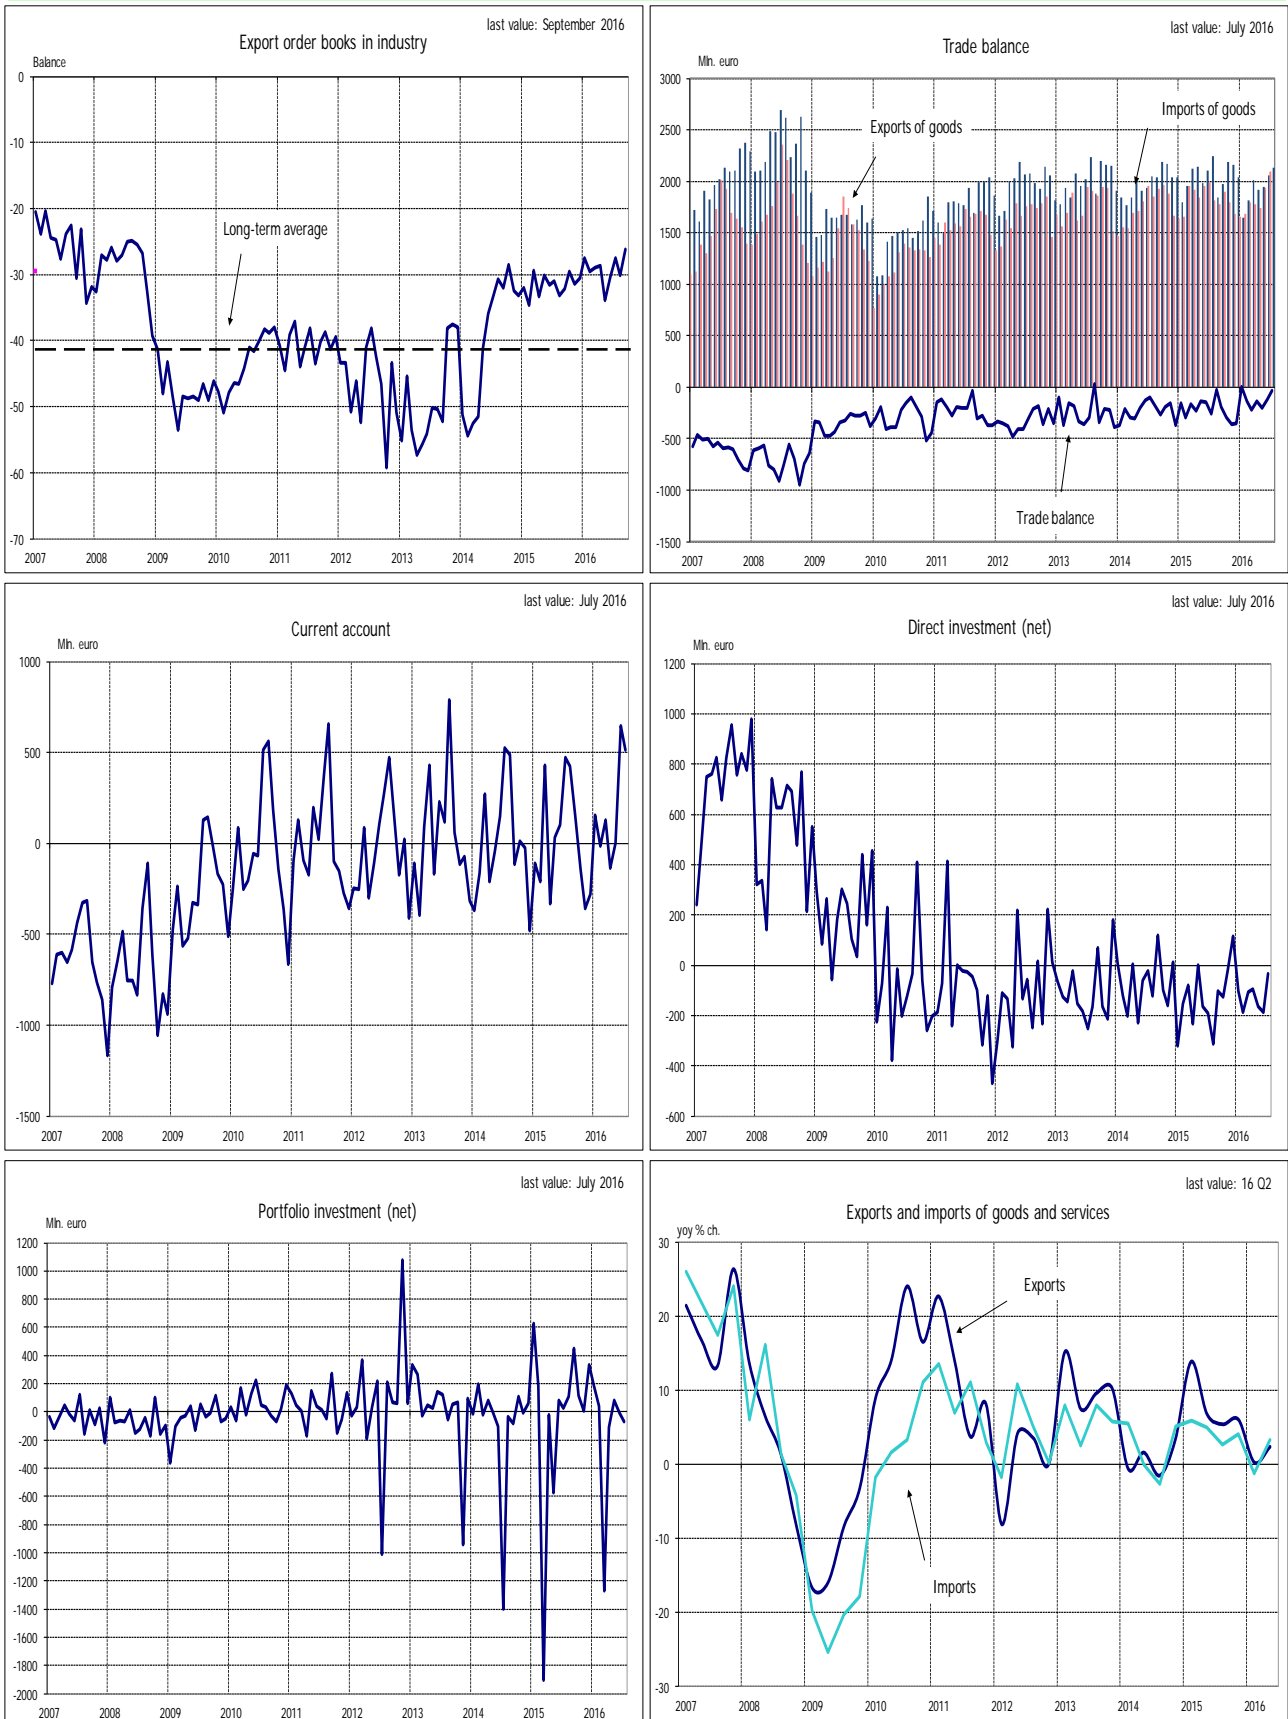 last value: September 2016
Export order books in industry
Balance
0
-10
-20
-30
-40
-50
-60
-70
Long-term average
2007 2008 2009 2010 2011 2012 2013 2014 2015 2016
last value: July 2016
Trade balance
Mln. euro
3000
2500
2000
1500
1000
500
0
-500
-1000
-1500
Exports of goods
Imports of goods
Trade balance
2007 2008 2009 2010 2011 2012 2013 2014 2015 2016
last value: July 2016
Current account
Mln. euro
1000
500
0
-500
-1000
-1500
2007 2008 2009 2010 2011 2012 2013 2014 2015 2016
last value: July 2016
Direct investment (net)
Mln. euro
1200
1000
800
600
400
200
0
-200
-400
-600
2007 2008 2009 2010 2011 2012 2013 2014 2015 2016
last value: July 2016
Portfolio investment (net)
Mln. euro
1200
1000
800
600
400
200
0
-200
-400
-600
-800
-1000
-1200
-1400
-1600
-1800
-2000
2007 2008 2009 2010 2011 2012 2013 2014 2015 2016
last value: 16 Q2
Exports and imports of goods and services
yoy % ch.
30
20
10
0
-10
-20
-30
Exports
Imports
2007 2008 2009 2010 2011 2012 2013 2014 2015 2016